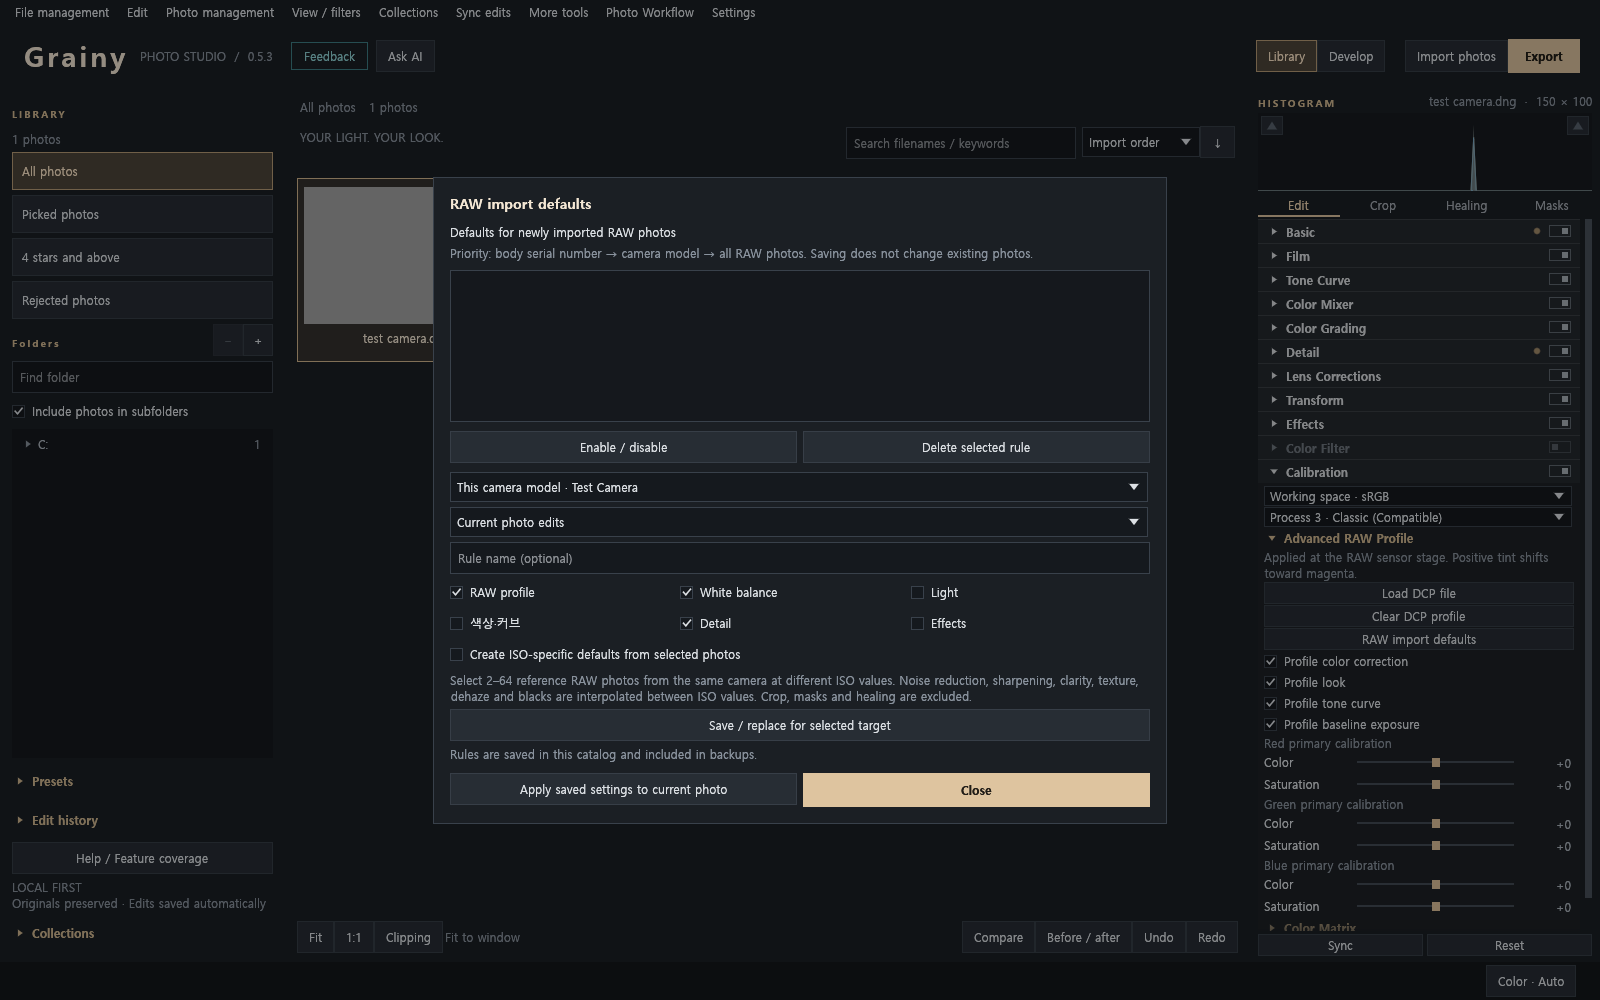 File management Edit Photo management View / filters Collections Sync edits More tools Photo Workflow Settings
Grainy PHOTO STUDIO / 0.5.3 Feedback Ask AI Library Develop Import photos Export
LIBRARY
1 photos
All photos
Picked photos
4 stars and above
Rejected photos
Folders − +
Find folder
Include photos in subfolders
C: 1
Presets
Edit history
Help / Feature coverage
LOCAL FIRST
Originals preserved · Edits saved automatically
Collections
All photos 1 photos
YOUR LIGHT. YOUR LOOK.
Search filenames / keywords Import order ↓
test camera.d
RAW import defaults
Defaults for newly imported RAW photos
Priority: body serial number → camera model → all RAW photos. Saving does not change existing photos.
Enable / disable Delete selected rule
This camera model · Test Camera
Current photo edits
Rule name (optional)
RAW profile White balance Light
색상·커브 Detail Effects
Create ISO-specific defaults from selected photos
Select 2–64 reference RAW photos from the same camera at different ISO values. Noise reduction, sharpening, clarity, texture,
dehaze and blacks are interpolated between ISO values. Crop, masks and healing are excluded.
Save / replace for selected target
Rules are saved in this catalog and included in backups.
Apply saved settings to current photo Close
Fit 1:1 Clipping Fit to window Compare Before / after Undo Redo
HISTOGRAM test camera.dng · 150 × 100
Edit Crop Healing Masks
Basic
Film
Tone Curve
Color Mixer
Color Grading
Detail
Lens Corrections
Transform
Effects
Color Filter
Calibration
Working space · sRGB
Process 3 · Classic (Compatible)
Advanced RAW Profile
Applied at the RAW sensor stage. Positive tint shifts
toward magenta.
Load DCP file
Clear DCP profile
RAW import defaults
Profile color correction
Profile look
Profile tone curve
Profile baseline exposure
Red primary calibration
Color +0
Saturation +0
Green primary calibration
Color +0
Saturation +0
Blue primary calibration
Color +0
Saturation +0
Color Matrix
Sync Reset
Color · Auto